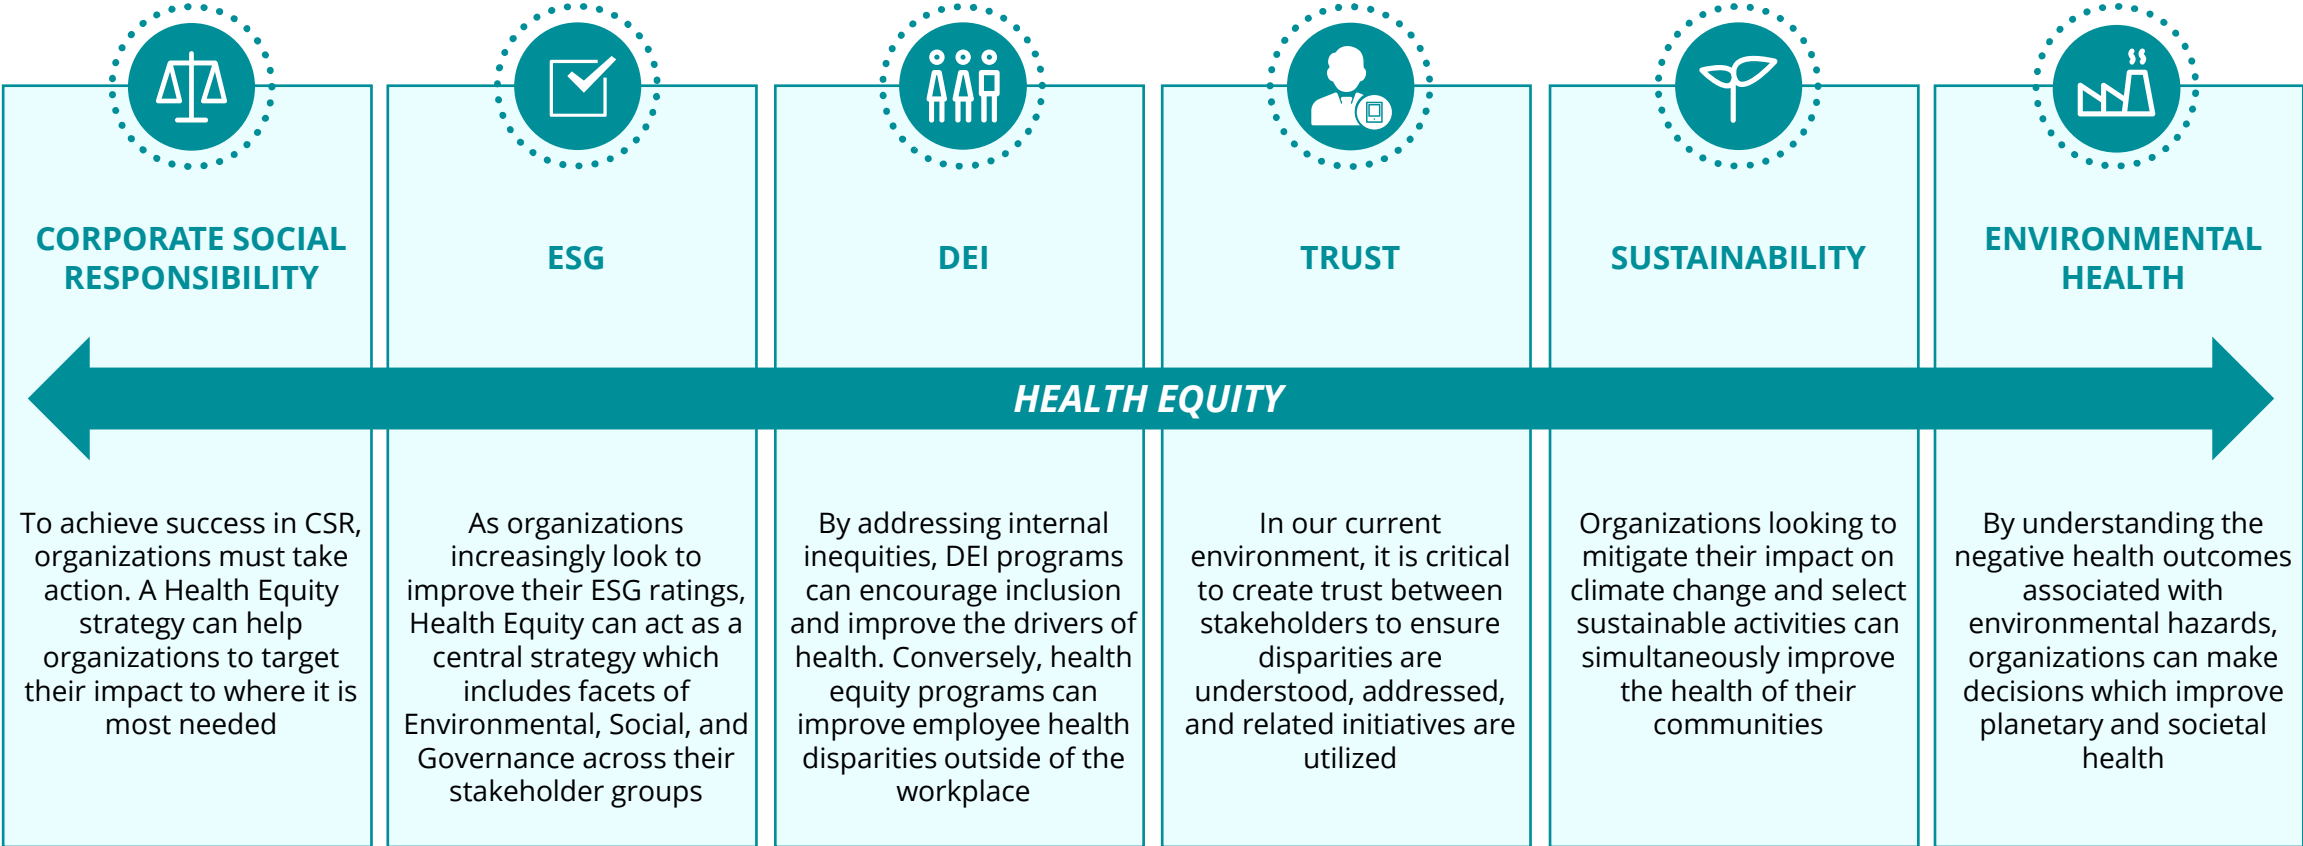 CORPORATE SOCIAL
RESPONSIBILITY
ESG
DEI
TRUST
SUSTAINABILITY
ENVIRONMENTAL
HEALTH
HEALTH EQUITY
To achieve success in CSR,
organizations must take
action. A Health Equity
strategy can help
organizations to target
their impact to where it is
most needed
As organizations
increasingly look to
improve their ESG ratings,
Health Equity can act as a
central strategy which
includes facets of
Environmental, Social, and
Governance across their
stakeholder groups
By addressing internal
inequities, DEI programs
can encourage inclusion
and improve the drivers of
health. Conversely, health
equity programs can
improve employee health
disparities outside of the
workplace
In our current
environment, it is critical
to create trust between
stakeholders to ensure
disparities are
understood, addressed,
and related initiatives are
utilized
Organizations looking to
mitigate their impact on
climate change and select
sustainable activities can
simultaneously improve
the health of their
communities
By understanding the
negative health outcomes
associated with
environmental hazards,
organizations can make
decisions which improve
planetary and societal
health